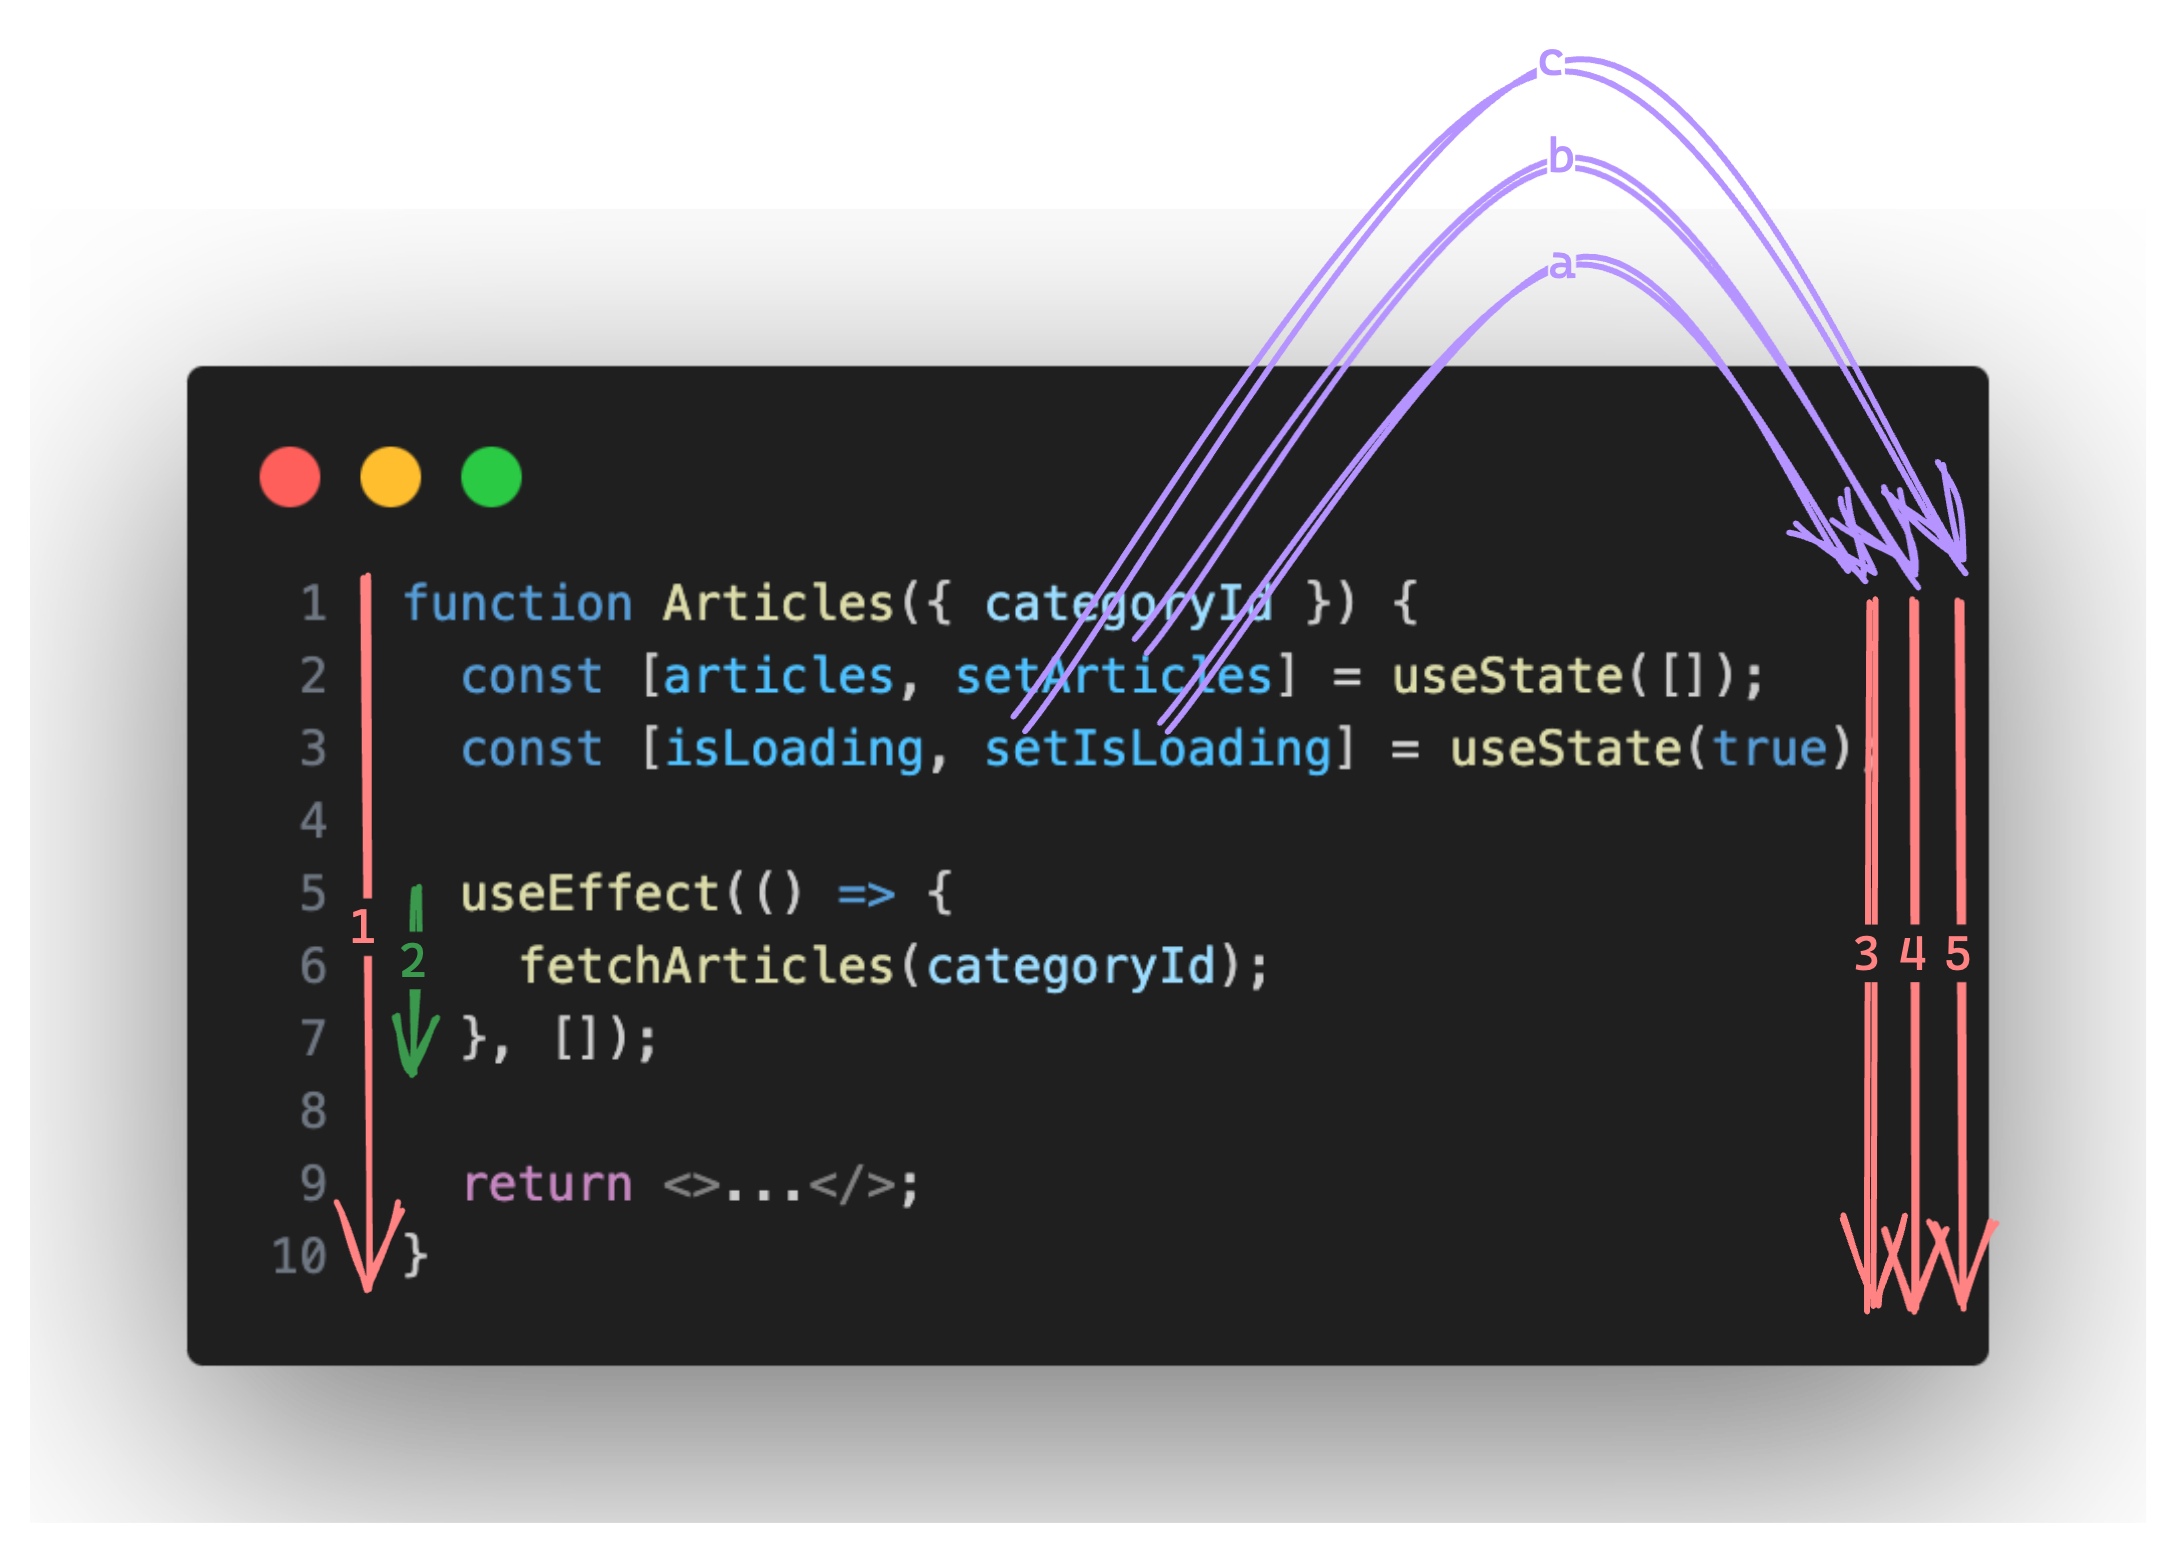 c
b
a
1 function Articles({ categoryId }) {
2 const [articles, setArticles] = useState([]);
3 const [isLoading, setIsLoading] = useState(true)
4
5 useEffect(() => {
1
6 fetchArticles(categoryId);
2
3 4 5
7 }, []);
8
9 return <>...</>;
10 }